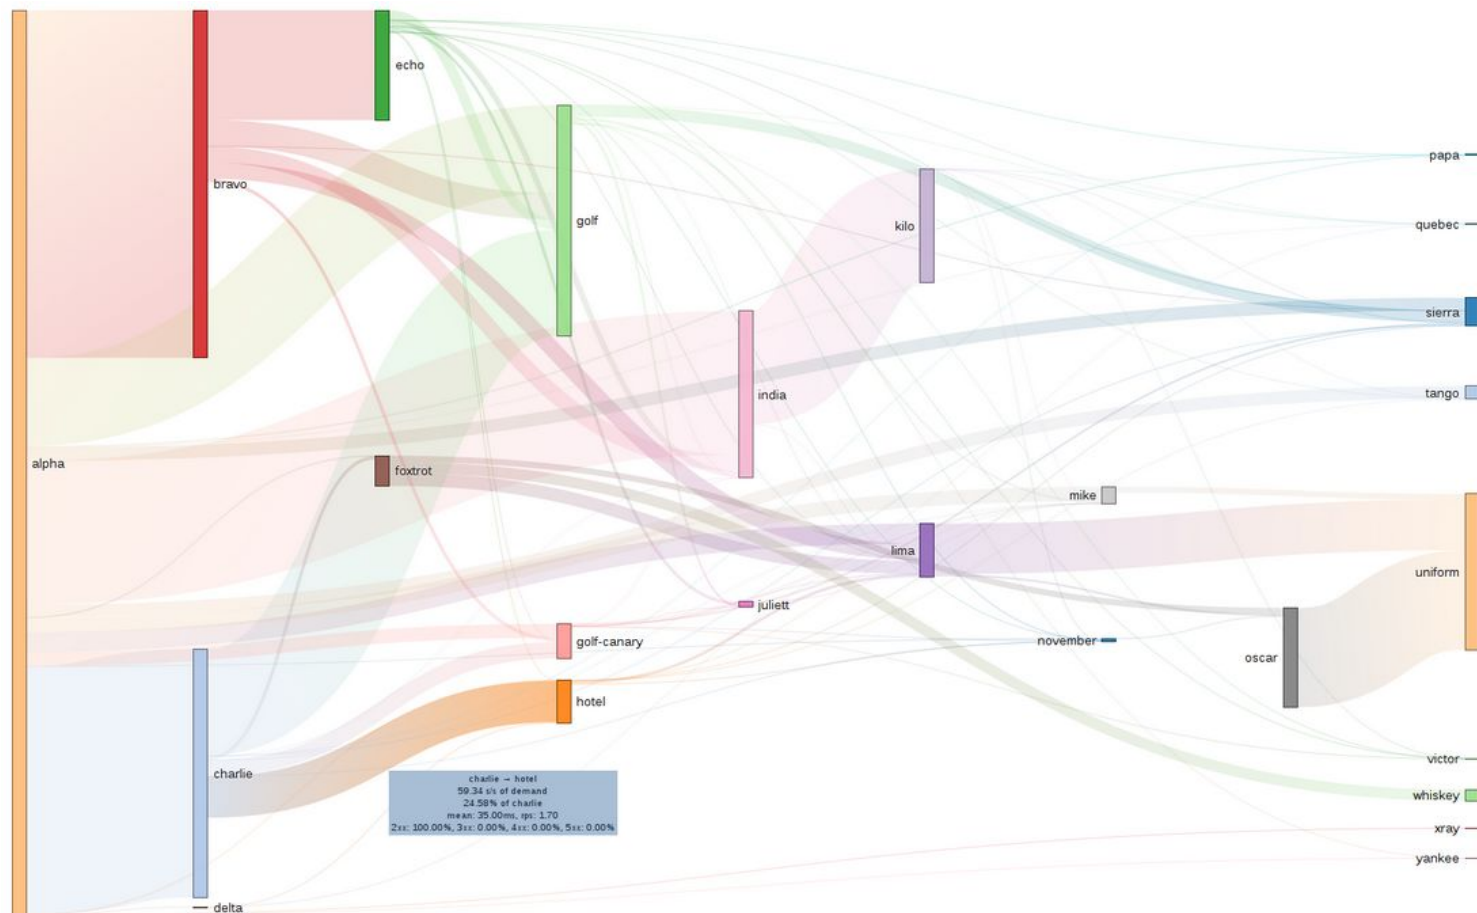 echo
papa
bravo
golf
kilo
quebec
sierra
india
tango
alpha
foxtrot
mike
lima
uniform
juliett
golf-canary
november
oscar
hotel
charlie
victor
charlie → hotel
59.34 s/s of demand
24.58% of charlie
mean: 35.00ms, rps: 1.70
2xx: 100.00%, 3xx: 0.00%, 4xx: 0.00%, 5xx: 0.00%
whiskey
xray
yankee
delta